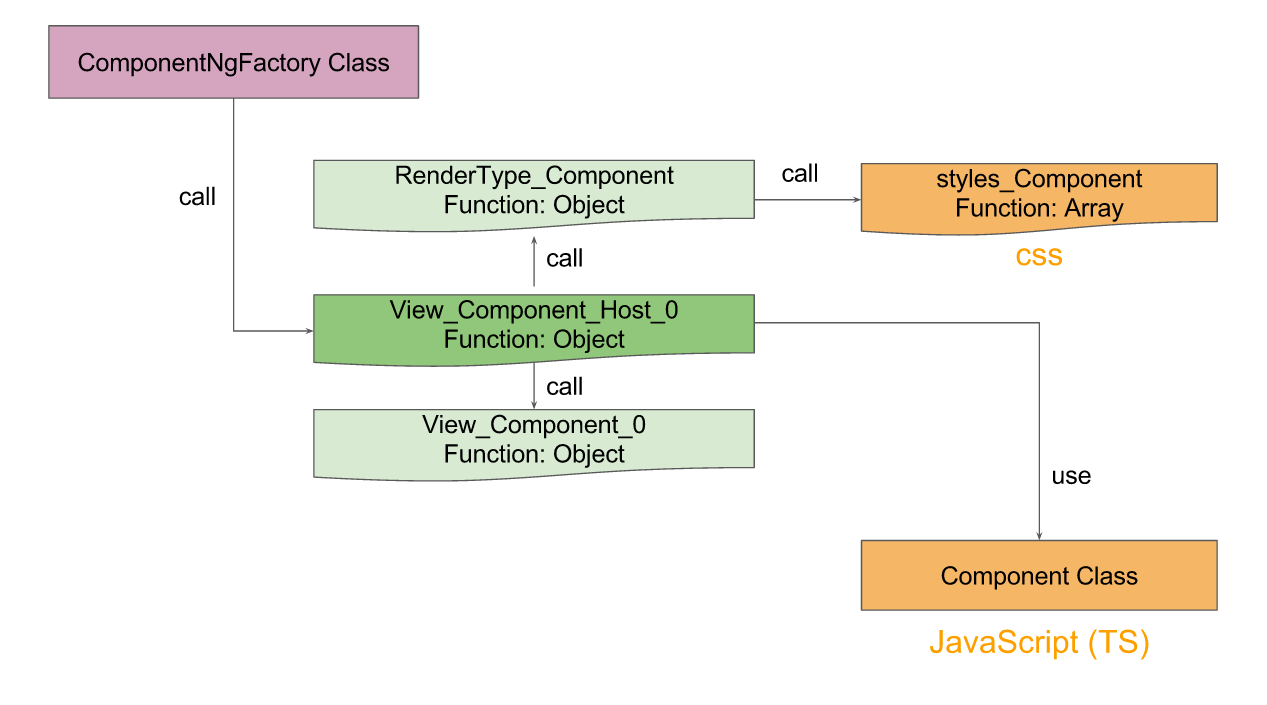 ComponentNgFactory Class
call
RenderType_Component
Function: Object
call
styles_Component
Function: Array
css
call
View_Component_Host_0
Function: Object
call
View_Component_0
Function: Object
use
Component Class
JavaScript (TS)